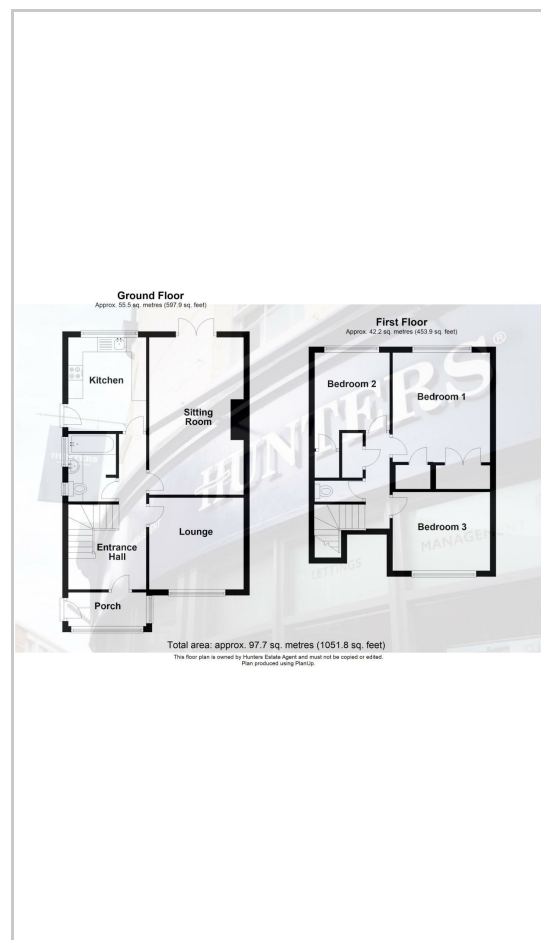 Ground Floor
Approx. 55.5 sq. metres (597.9 sq. feet)
Kitchen
Sitting
Room
Lounge
Entrance
Hall
Porch
First Floor
Approx. 42.2 sq. metres (453.9 sq. feet)
Bedroom 2
Bedroom 1
Bedroom 3
HUNTERS®
LETTINGS
MANAGEMENT
Total area: approx. 97.7 sq. metres (1051.8 sq. feet)
This floor plan is owned by Hunters Estate Agent and must not be copied or edited.
Plan produced using PlanUp.